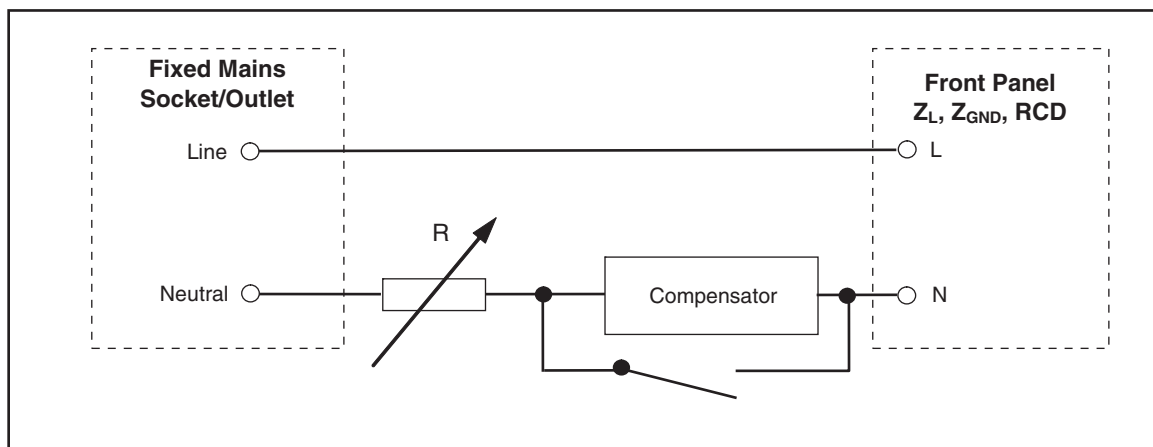 Fixed Mains
Socket/Outlet
Front Panel
ZL, ZGND, RCD
Line
L
R
Neutral
Compensator
N